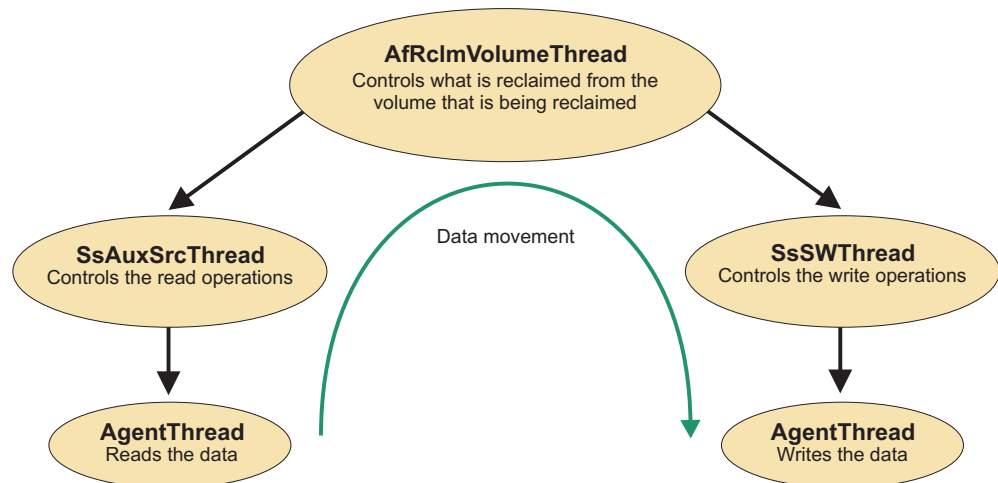 AfRclmVolumeThread
Controls what is reclaimed from the
volume that is being reclaimed
Data movement
SsAuxSrcThread
Controls the read operations
SsSWThread
Controls the write operations
AgentThread
Reads the data
AgentThread
Writes the data